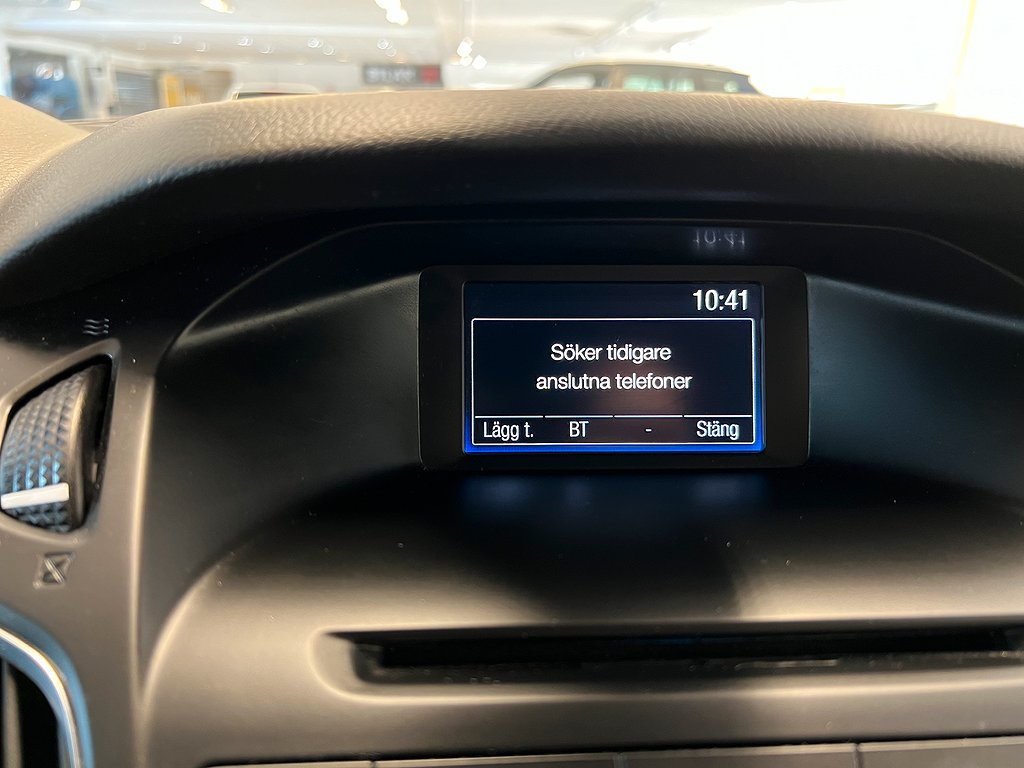 10:41
Söker tidigare
anslutna telefoner
Lägg t. BT - Stäng